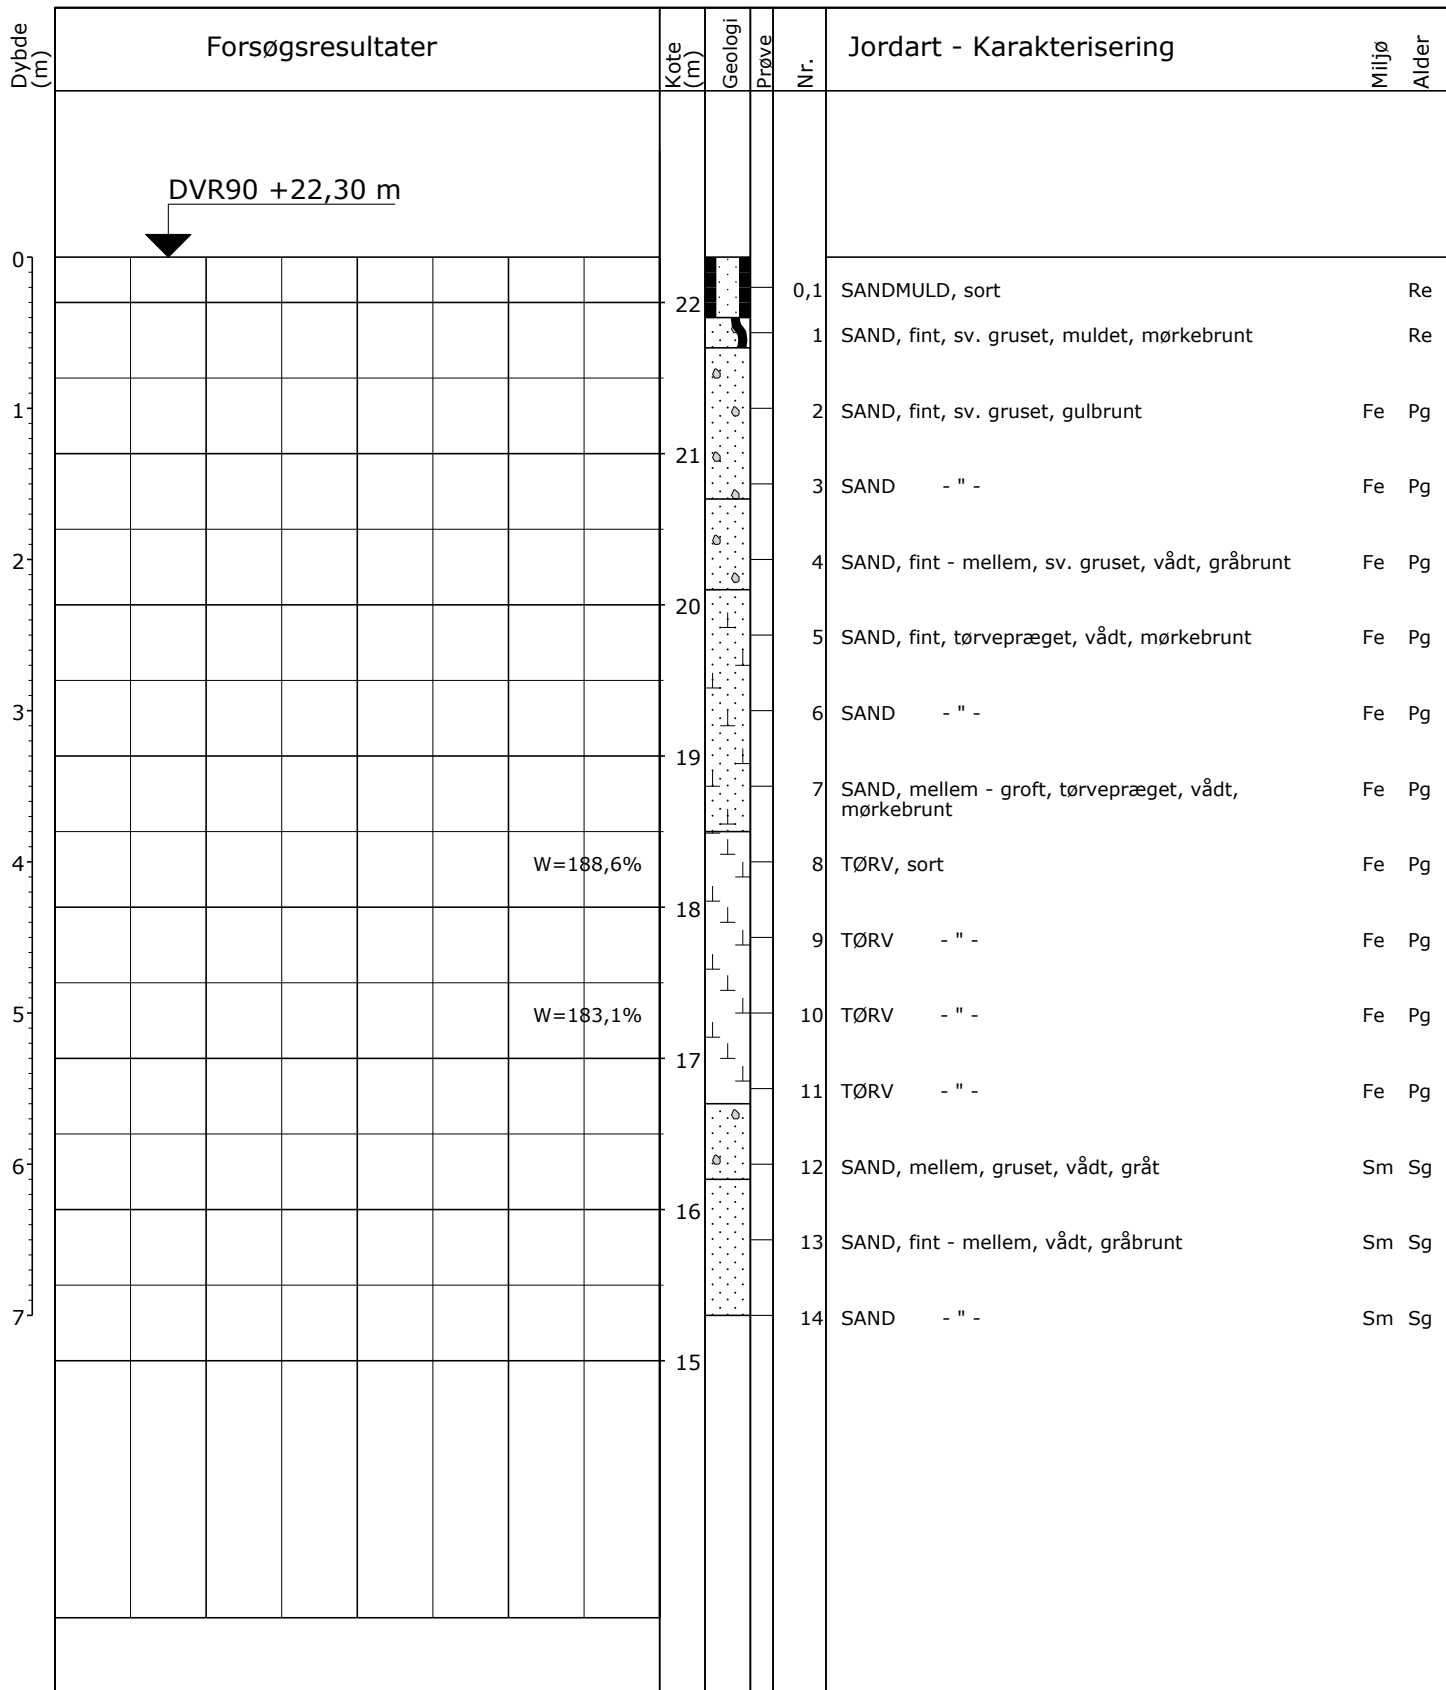 Dybde (m)
Forsøgsresultater
Kote (m)
Geologi
Prøve
Nr.
Jordart - Karakterisering
Miljø
Alder
DVR90 +22,30 m
0
0,1 SANDMULD, sort Re
22
1 SAND, fint, sv. gruset, muldet, mørkebrunt Re
1
2 SAND, fint, sv. gruset, gulbrunt Fe Pg
21
3 SAND - " - Fe Pg
2
4 SAND, fint - mellem, sv. gruset, vådt, gråbrunt Fe Pg
20
5 SAND, fint, tørvepræget, vådt, mørkebrunt Fe Pg
3
6 SAND - " - Fe Pg
19
7 SAND, mellem - groft, tørvepræget, vådt, Fe Pg
mørkebrunt
4
W=188,6%
8 TØRV, sort Fe Pg
18
9 TØRV - " - Fe Pg
5
W=183,1%
10 TØRV - " - Fe Pg
17
11 TØRV - " - Fe Pg
6
12 SAND, mellem, gruset, vådt, gråt Sm Sg
16
13 SAND, fint - mellem, vådt, gråbrunt Sm Sg
7
14 SAND - " - Sm Sg
15